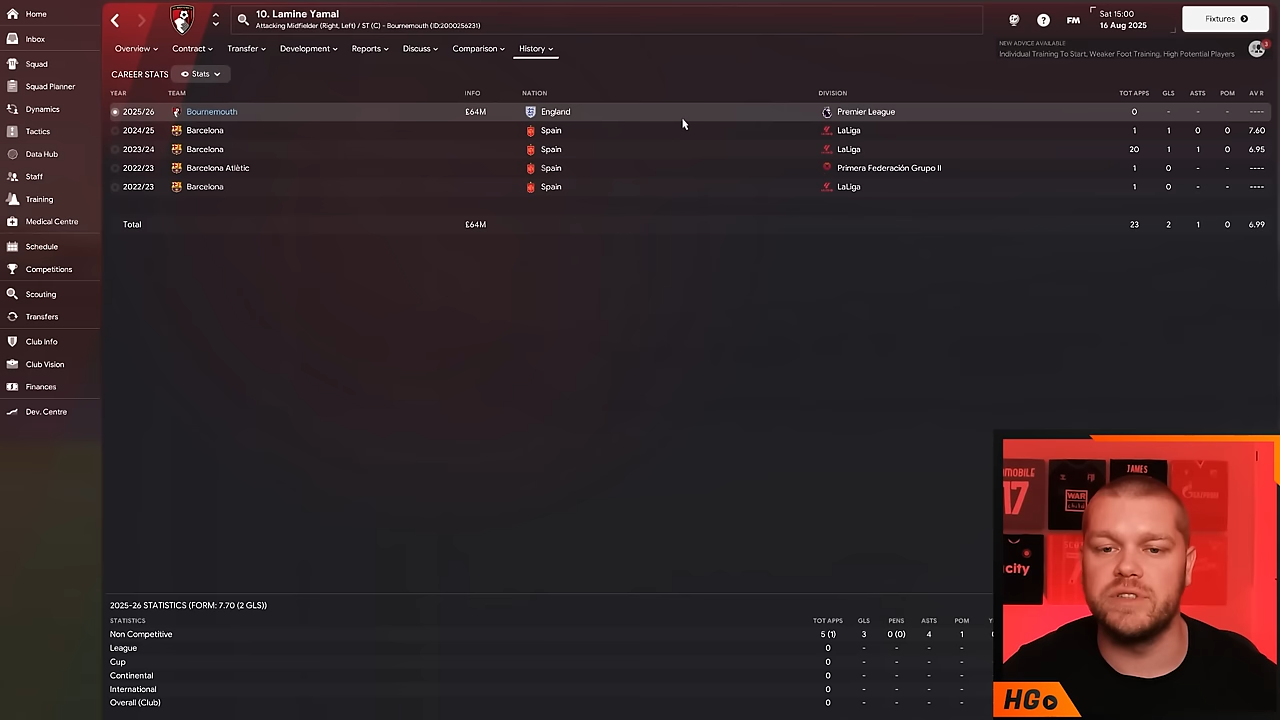 Home
Inbox
Squad
Squad Planner
Dynamics
Tactics
Data Hub
Staff
Training
Medical Centre
Schedule
Competitions
Scouting
Transfers
Club Info
Club Vision
Finances
Dev. Centre
10. Lamine Yamal
Attacking Midfielder (Right, Left) / ST (C) - Bournemouth (ID:2000256231)
? FM
Sat 15:00
16 Aug 2025
Fixtures
Overview Contract Transfer Development Reports Discuss Comparison History
NEW ADVICE AVAILABLE
Individual Training To Start, Weaker Foot Training, High Potential Players
3
CAREER STATS Stats
YEAR TEAM INFO NATION DIVISION TOT APPS GLS ASTS POM AV R
2025/26 Bournemouth £64M England Premier League 0 - - - ----
2024/25 Barcelona Spain LaLiga 1 1 0 0 7.60
2023/24 Barcelona Spain LaLiga 20 1 1 0 6.95
2022/23 Barcelona Atlètic Spain Primera Federación Grupo II 1 0 - - ----
2022/23 Barcelona Spain LaLiga 1 0 - - ----
Total £64M 23 2 1 0 6.99
2025-26 STATISTICS (FORM: 7.70 (2 GLS))
STATISTICS TOT APPS GLS PENS ASTS POM
Non Competitive 5 (1) 3 0 (0) 4 1
League 0 - - - -
Cup 0 - - - -
Continental 0 - - - -
International 0 - - - -
Overall (Club) 0 - - - -
JAMES
17
WAR
child
city
HGo